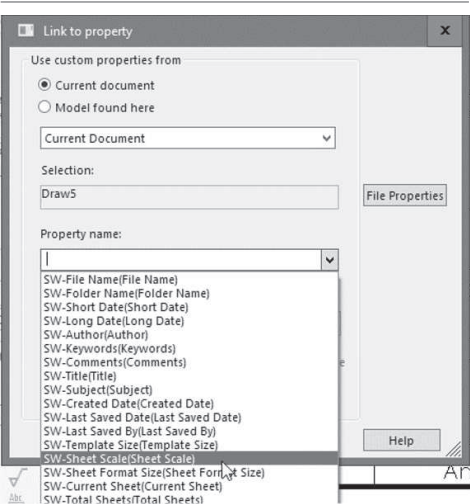 Link to property
x
Use custom properties from
Current document
Model found here
Current Document
Selection:
Draw5
File Properties
Property name:
SW-File Name(File Name)
SW-Folder Name(Folder Name)
SW-Short Date(Short Date)
SW-Long Date(Long Date)
SW-Author(Author)
SW-Keywords(Keywords)
SW-Comments(Comments)
SW-Title(Title)
SW-Subject(Subject)
SW-Created Date(Created Date)
SW-Last Saved Date(Last Saved Date)
SW-Last Saved By(Last Saved By)
SW-Template Size(Template Size)
SW-Sheet Scale(Sheet Scale)
SW-Sheet Format Size(Sheet Format Size)
SW-Current Sheet(Current Sheet)
SW-Total Sheets(Total Sheets)
Help
Abc